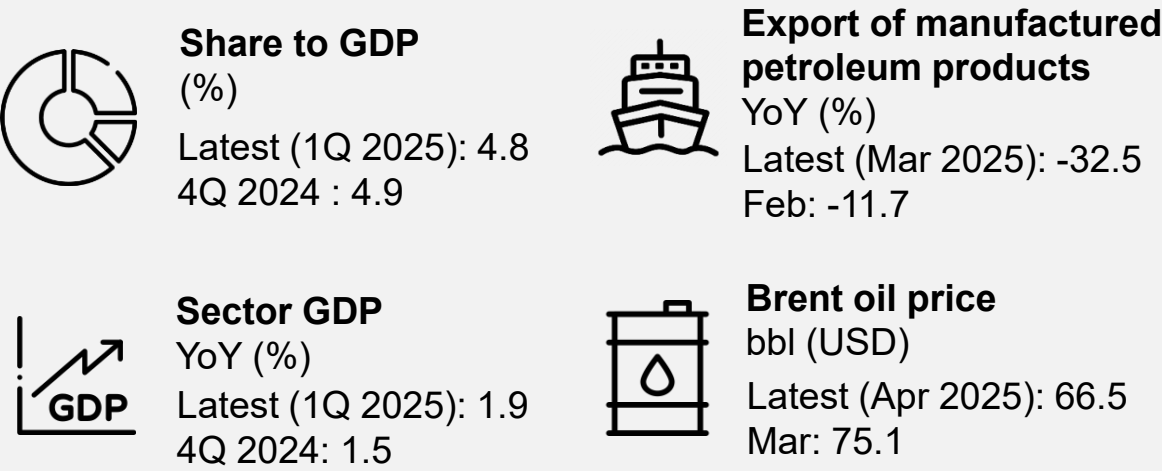 Share to GDP
(%)
Latest (1Q 2025): 4.8
4Q 2024 : 4.9
Export of manufactured
petroleum products
YoY (%)
Latest (Mar 2025): -32.5
Feb: -11.7
GDP
Sector GDP
YoY (%)
Latest (1Q 2025): 1.9
4Q 2024: 1.5
Brent oil price
bbl (USD)
Latest (Apr 2025): 66.5
Mar: 75.1